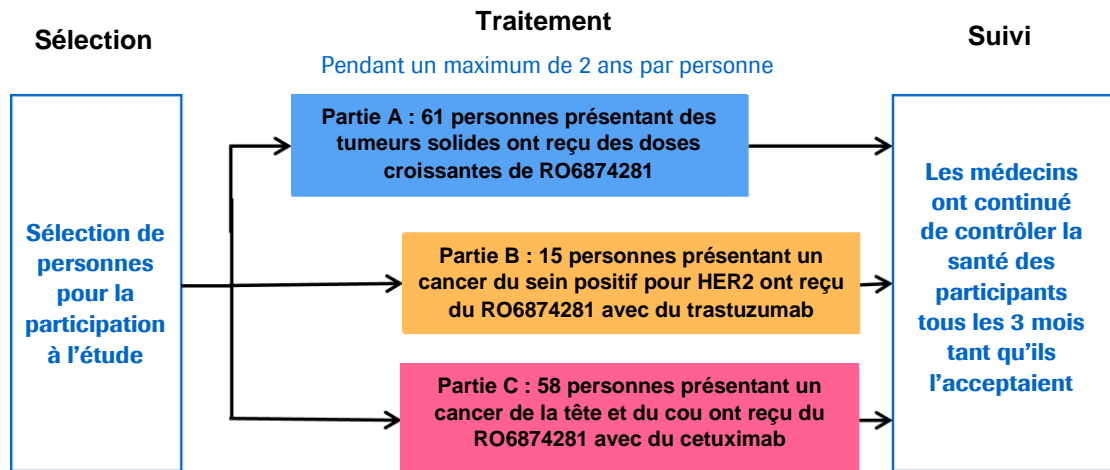 Sélection
Traitement
Suivi
Pendant un maximum de 2 ans par personne
Sélection de
personnes
pour la
participation
à l'étude
Partie A : 61 personnes présentant des
tumeurs solides ont reçu des doses
croissantes de RO6874281
Partie B : 15 personnes présentant un
cancer du sein positif pour HER2 ont reçu
du RO6874281 avec du trastuzumab
Partie C : 58 personnes présentant un
cancer de la tête et du cou ont reçu du
RO6874281 avec du cetuximab
Les médecins
ont continué
de contrôler la
santé des
participants
tous les 3 mois
tant qu'ils
l'acceptaient